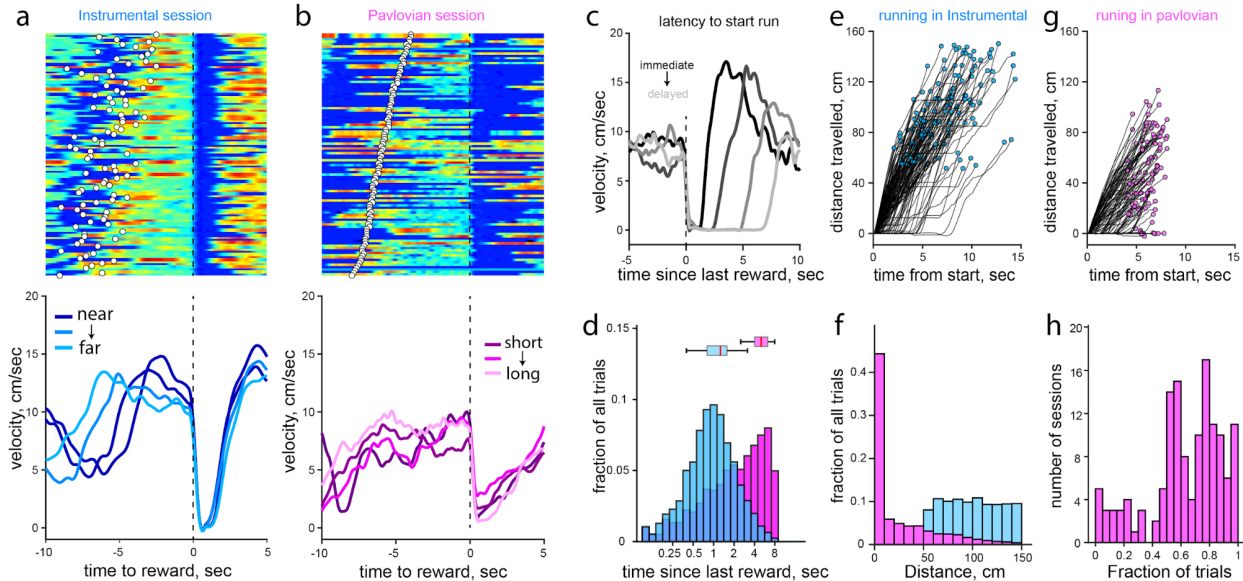 a
Instrumental session
near
far
velocity, cm/sec
20
15
10
5
0
-10
-5
0
5
time to reward, sec
b
Pavlovian session
short
long
velocity, cm/sec
20
15
10
5
0
-10
-5
0
5
time to reward, sec
c
latency to start run
immediate
delayed
velocity, cm/sec
20
15
10
5
0
-5
0
5
10
time since last reward, sec
d
fraction of all trials
0.15
0.1
0.05
0
0.25
0.5
1
2
4
8
time since last reward, sec
e
running in Instrumental
distance travelled, cm
160
120
80
40
0
0
5
10
15
time from start, sec
f
fraction of all trials
0.4
0.3
0.2
0.1
0
0
50
100
150
Distance, cm
g
runing in pavlovian
distance travelled, cm
160
120
80
40
0
0
5
10
15
time from start, sec
h
number of sessions
20
16
12
8
4
0
0
0.2
0.4
0.6
0.8
1
Fraction of trials